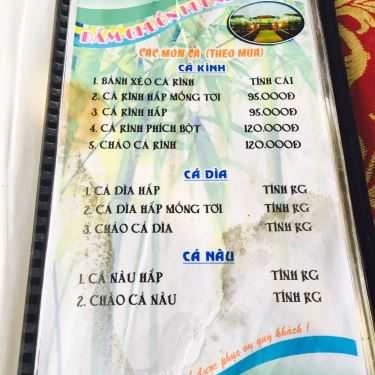 ĐẦM CHUỒN
CÁC MÓN CÁ (THEO MÙA)
CÁ KÌNH
1. BÁNH XÈO CÁ KÌNH TÍNH CÁI
2. CÁ KÌNH HẤP MỒNG TƠI 95.000Đ
3. CÁ KÌNH HẤP 95.000Đ
4. CÁ KÌNH PHÍCH BỘT 120.000Đ
5. CHÁO CÁ KÌNH 120.000Đ
CÁ DÌA
1. CÁ DÌA HẤP TÍNH KG
2. CÁ DÌA HẤP MỒNG TƠI TÍNH KG
3. CHÁO CÁ DÌA TÍNH KG
CÁ NÂU
1. CÁ NÂU HẤP TÍNH KG
2. CHÁO CÁ NÂU TÍNH KG
được phục vụ quý khách !